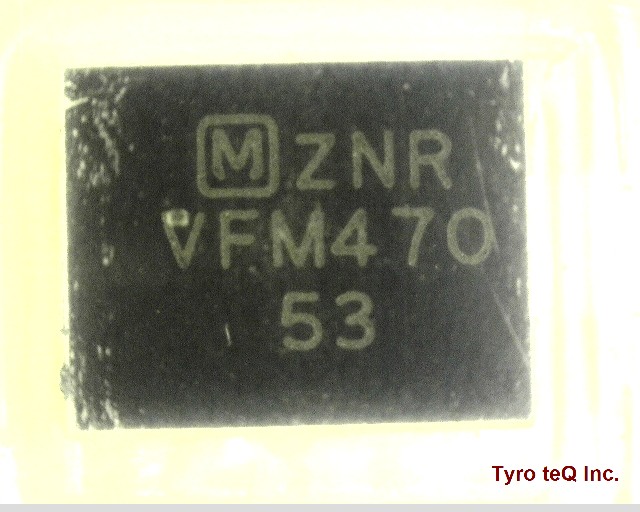 M ZNR
VFM470
53
Tyro teQ Inc.